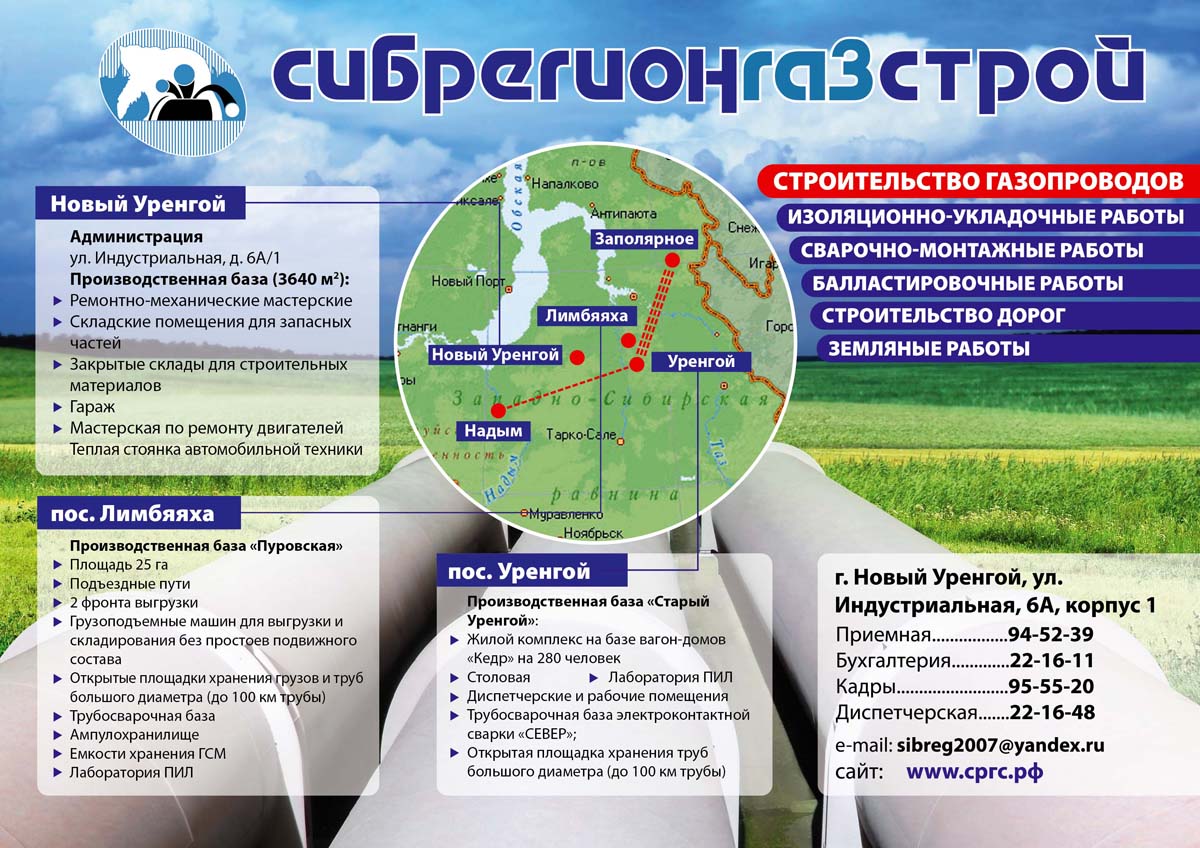 сибрегионгаЗстрой
СТРОИТЕЛЬСТВО ГАЗОПРОВОДОВ
ИЗОЛЯЦИОННО-УКЛАДОЧНЫЕ РАБОТЫ
СВАРОЧНО-МОНТАЖНЫЕ РАБОТЫ
БАЛЛАСТИРОВОЧНЫЕ РАБОТЫ
СТРОИТЕЛЬСТВО ДОРОГ
ЗЕМЛЯНЫЕ РАБОТЫ
Новый Уренгой
Администрация
ул. Индустриальная, д. 6А/1
Производственная база (3640 м²):
Ремонтно-механические мастерские
Складские помещения для запасных
частей
Закрытые склады для строительных
материалов
Гараж
Мастерская по ремонту двигателей
Теплая стоянка автомобильной техники
п-ов
Обская
Напалково
Антипаюта
Заполярное
Новый Порт
Лимбяяха
Новый Уренгой
Уренгой
Западно-Сибирская
Надым
Тарко-Сале
Таз
Надым
равнина
Муравленко
Ноябрьск
пос. Лимбяяха
Производственная база «Пуровская»
Площадь 25 га
Подъездные пути
2 фронта выгрузки
Грузоподъемные машин для выгрузки и
складирования без простоев подвижного
состава
Открытые площадки хранения грузов и труб
большого диаметра (до 100 км трубы)
Трубосварочная база
Ампулохранилище
Емкости хранения ГСМ
Лаборатория ПИЛ
пос. Уренгой
Производственная база «Старый
Уренгой»:
Жилой комплекс на базе вагон-домов
«Кедр» на 280 человек
Столовая Лаборатория ПИЛ
Диспетчерские и рабочие помещения
Трубосварочная база электроконтактной
сварки «СЕВЕР»;
Открытая площадка хранения труб
большого диаметра (до 100 км трубы)
г. Новый Уренгой, ул.
Индустриальная, 6А, корпус 1
Приемная..................94-52-39
Бухгалтерия.............22-16-11
Кадры..........................95-55-20
Диспетчерская.......22-16-48
e-mail: sibreg2007@yandex.ru
сайт: www.сргс.рф